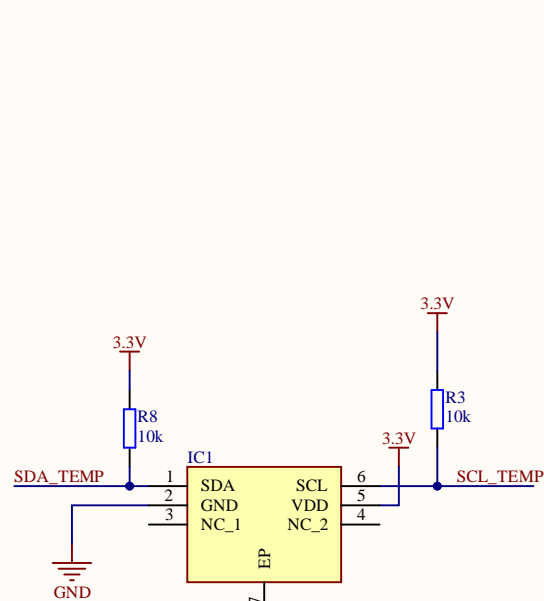 3.3V
3.3V
R3
10k
R8
10k
3.3V
IC1
SDA_TEMP
1
SDA
SCL
6
SCL_TEMP
2
GND
VDD
5
3
NC_1
NC_2
4
EP
GND